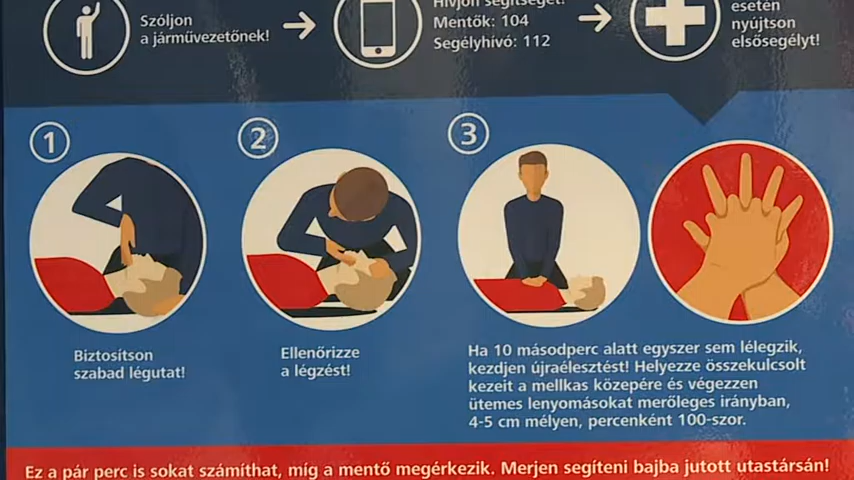 Szóljon
a járművezetőnek!
Hívjon segítséget!
Mentők: 104
Segélyhívó: 112
esetén
nyújtson
elsősegélyt!
1
2
3
Biztosítson
szabad légutat!
Ellenőrizze
a légzést!
Ha 10 másodperc alatt egyszer sem lélegzik,
kezdjen újraélesztést! Helyezze összekulcsolt
kezeit a mellkas közepére és végezzen
ütemes lenyomásokat merőleges irányban,
4-5 cm mélyen, percenként 100-szor.
Ez a pár perc is sokat számíthat, míg a mentő megérkezik. Merjen segíteni bajba jutott utastársán!